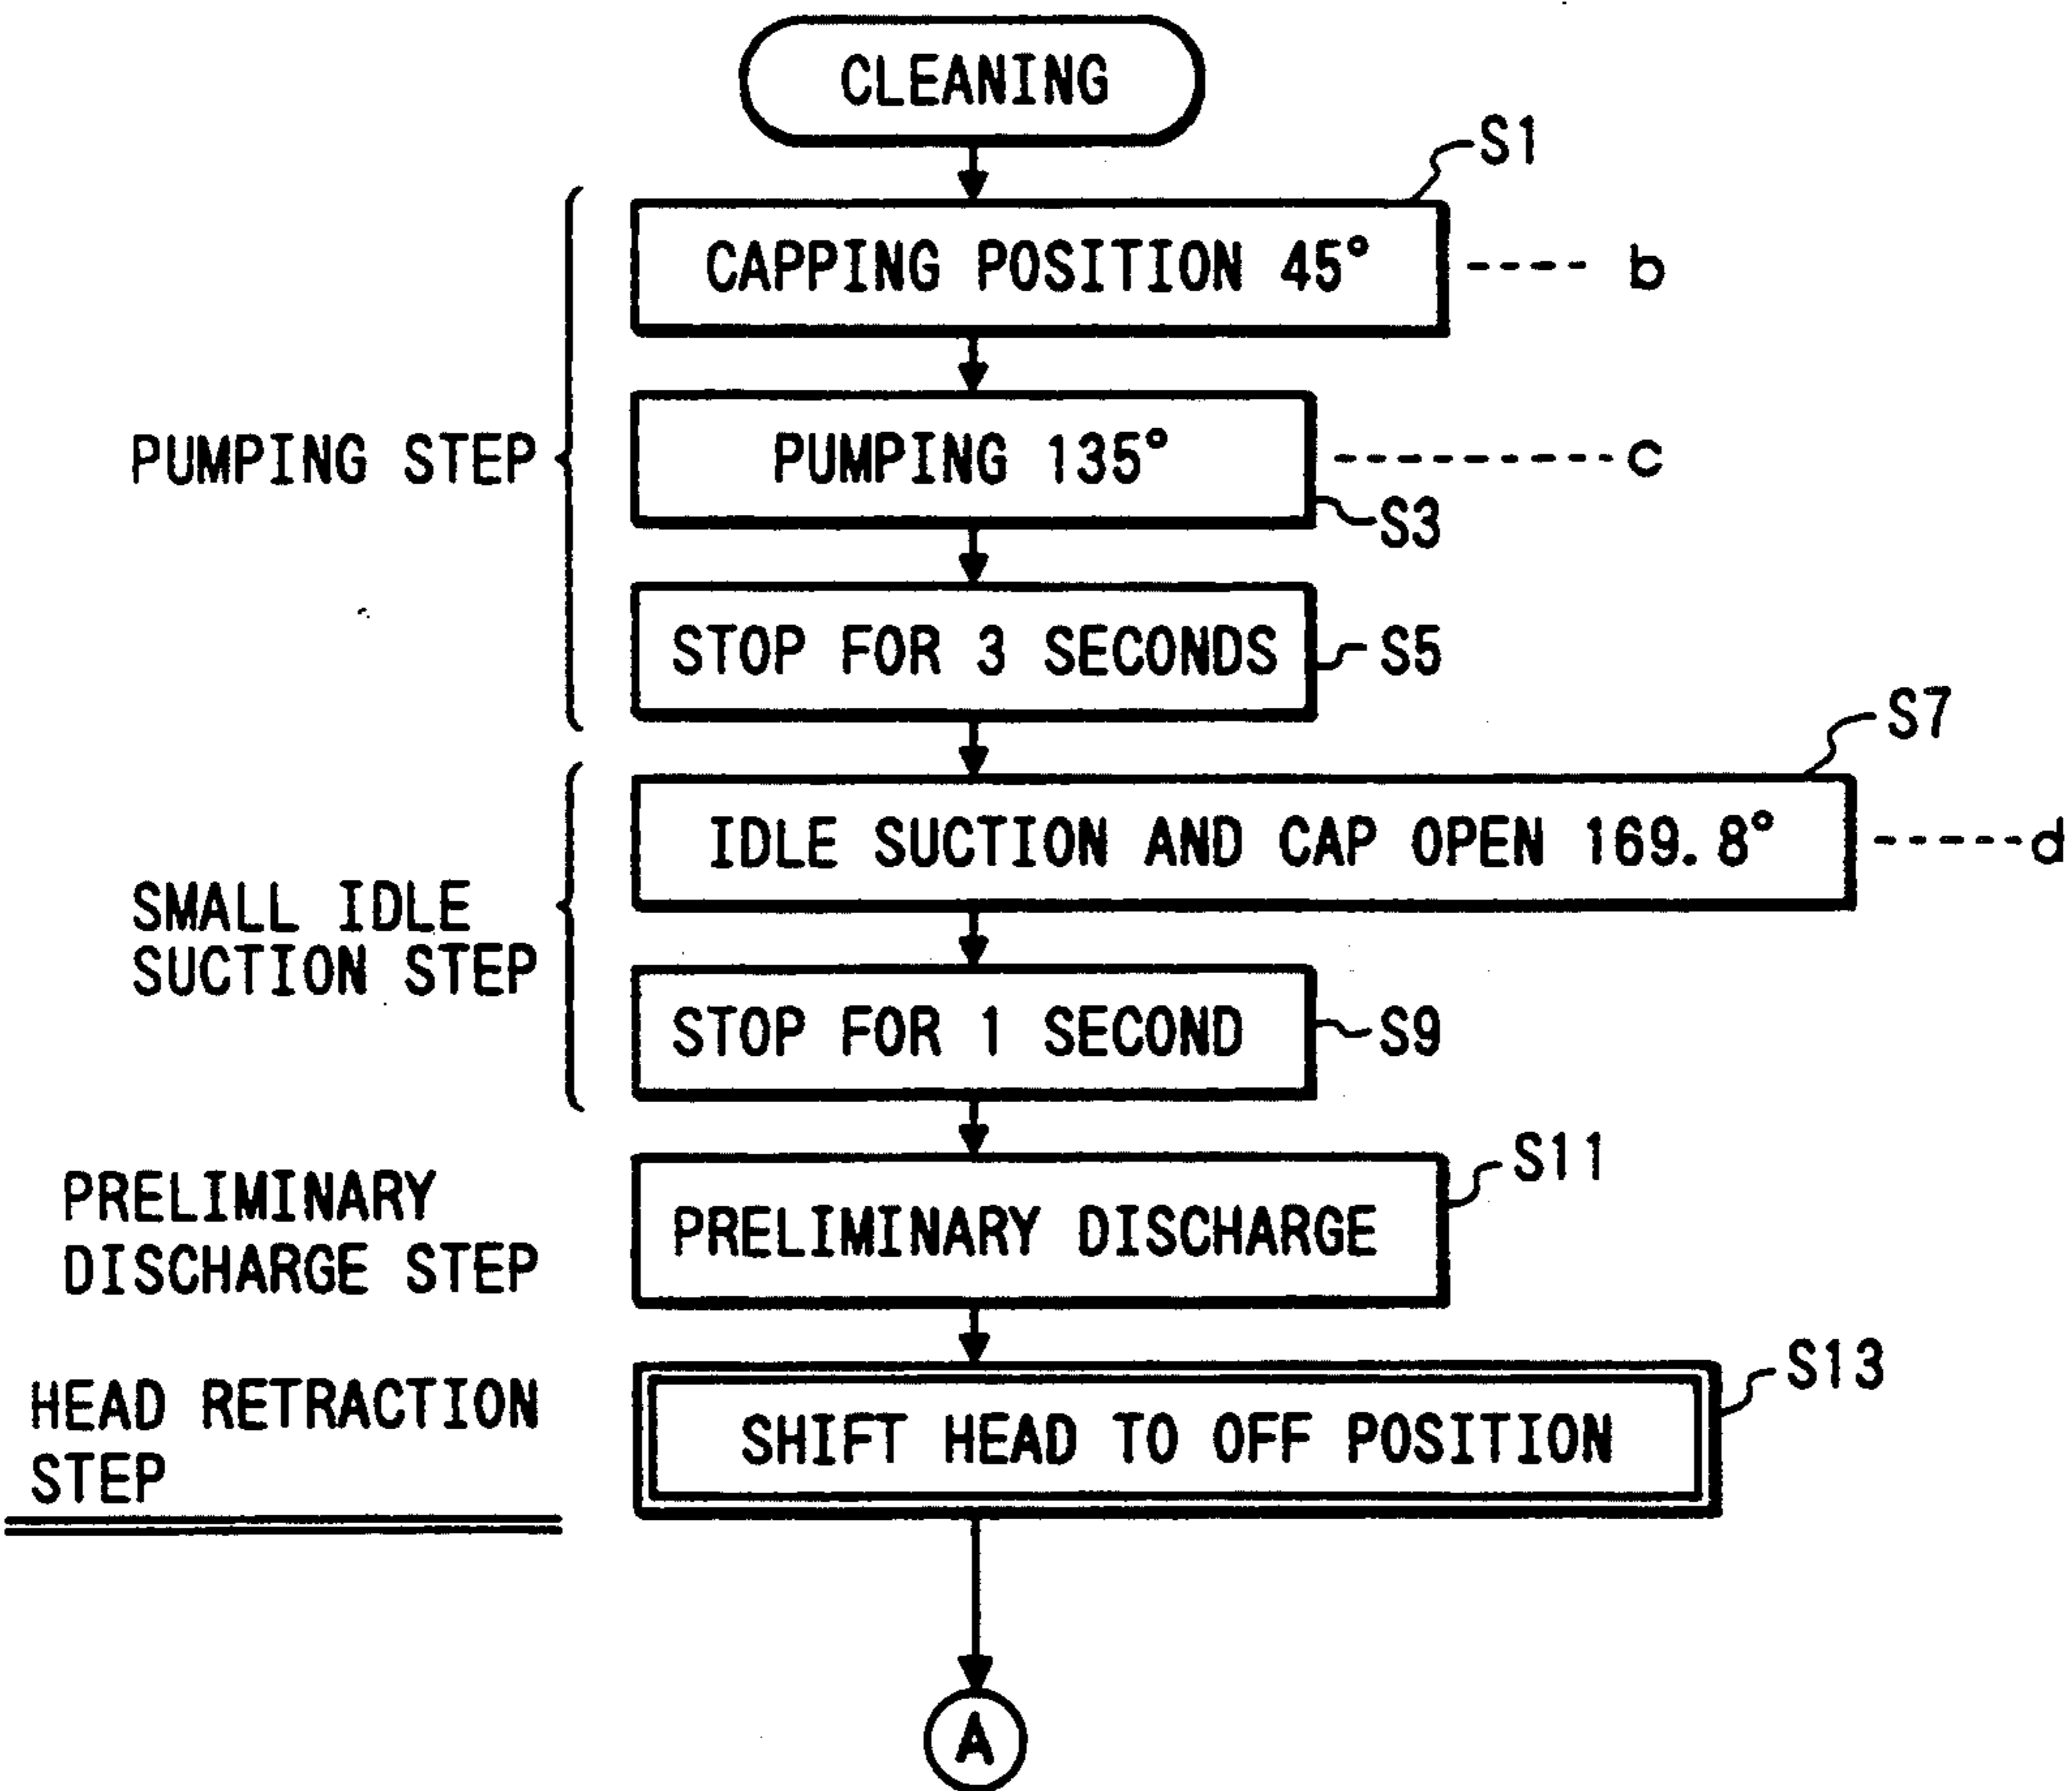 CLEANING
S1
CAPPING POSITION 45°
b
PUMPING STEP
PUMPING 135°
c
S3
STOP FOR 3 SECONDS
S5
S7
IDLE SUCTION AND CAP OPEN 169.8°
d
SMALL IDLE
SUCTION STEP
STOP FOR 1 SECOND
S9
PRELIMINARY
DISCHARGE STEP
PRELIMINARY DISCHARGE
S11
HEAD RETRACTION
STEP
SHIFT HEAD TO OFF POSITION
S13
A